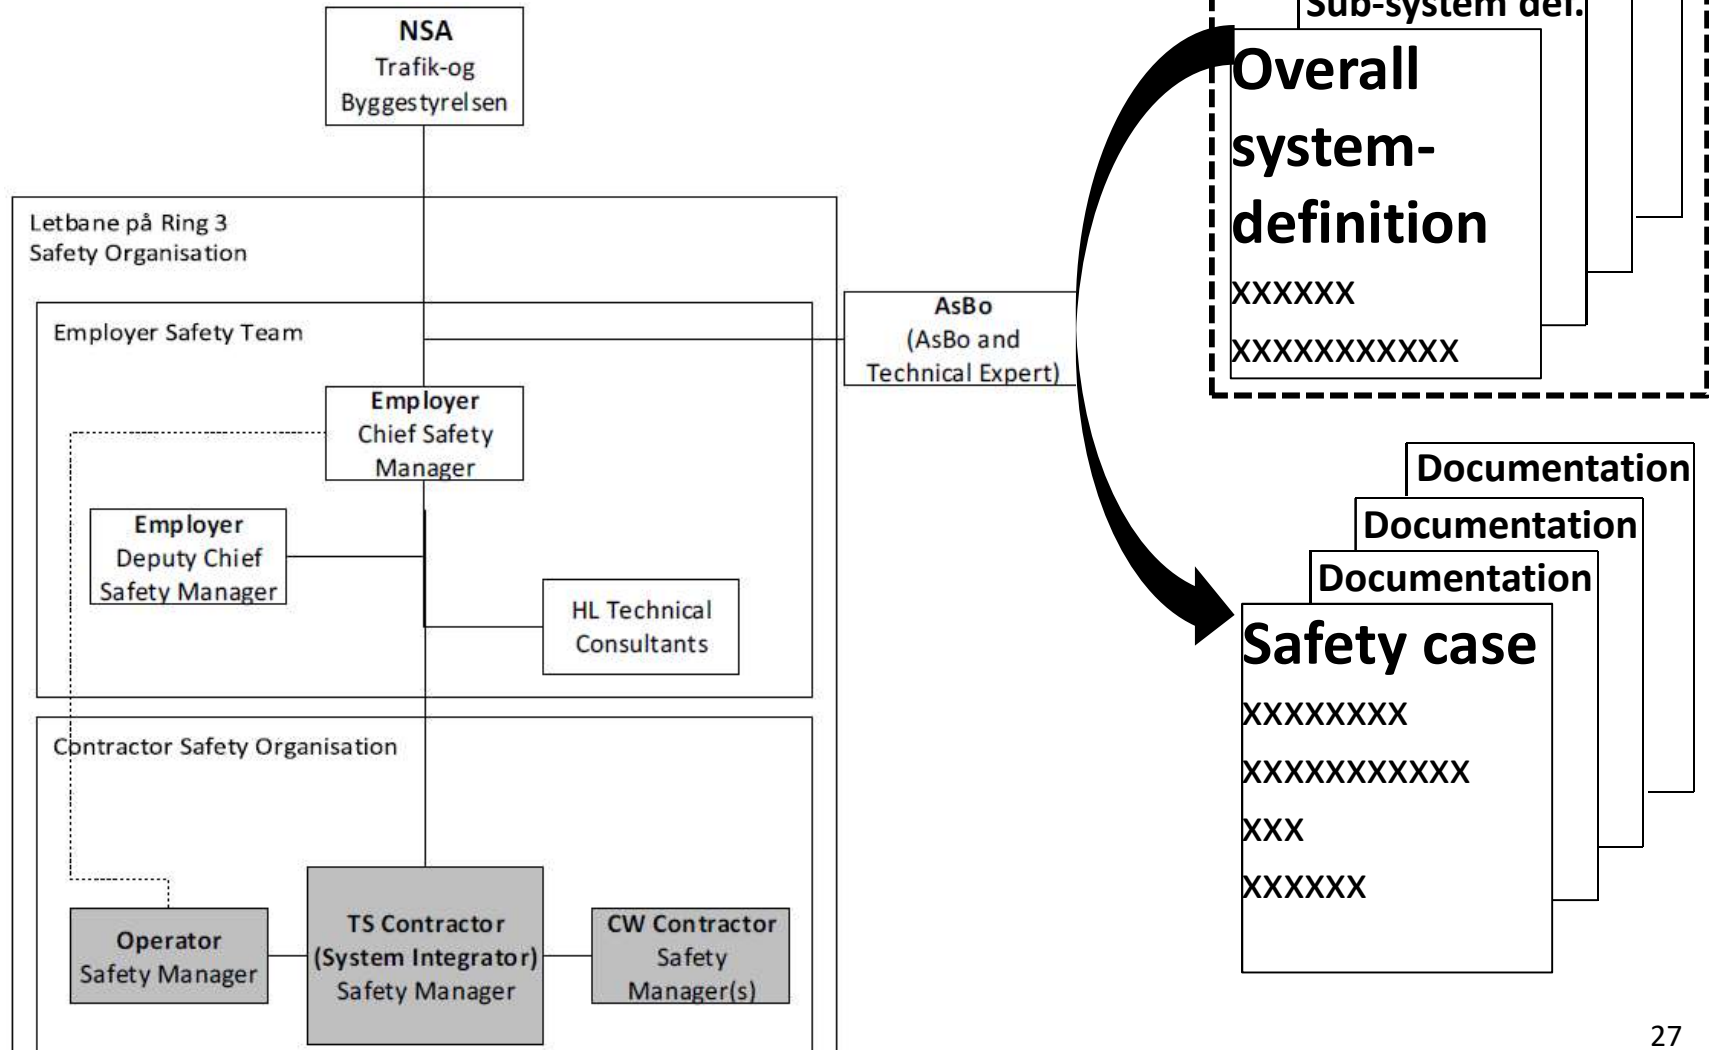 NSA
Trafik-og
Byggestyrelsen
Letbane på Ring 3
Safety Organisation
Employer Safety Team
AsBo
(AsBo and
Technical Expert)
Employer
Chief Safety
Manager
Employer
Deputy Chief
Safety Manager
HL Technical
Consultants
Contractor Safety Organisation
Operator
Safety Manager
TS Contractor
(System Integrator)
Safety Manager
CW Contractor
Safety
Manager(s)
Sub-system def.
Overall
system-
definition
xxxxxx
xxxxxxxxxxx
Documentation
Documentation
Documentation
Safety case
xxxxxxxx
xxxxxxxxxxx
xxx
xxxxxx
27